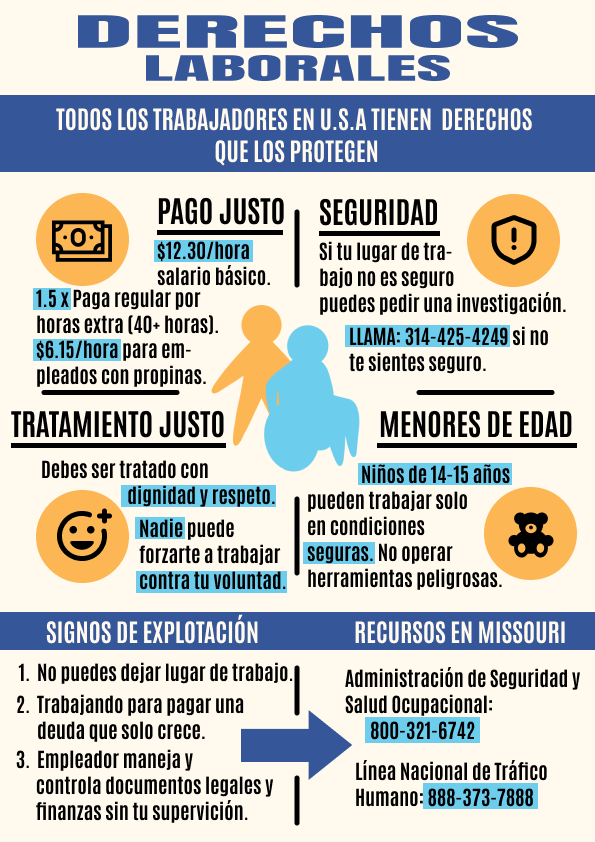 DERECHOS
LABORALES
TODOS LOS TRABAJADORES EN U.S.A TIENEN DERECHOS
QUE LOS PROTEGEN
PAGO JUSTO
$12.30/hora
salario básico.
1.5 x Paga regular por
horas extra (40+ horas).
$6.15/hora para em-
pleados con propinas.
SEGURIDAD
Si tu lugar de tra-
bajo no es seguro
puedes pedir una investigación.
LLAMA: 314-425-4249 si no
te sientes seguro.
TRATAMIENTO JUSTO
Debes ser tratado con
dignidad y respeto.
Nadie puede
forzarte a trabajar
contra tu voluntad.
MENORES DE EDAD
Niños de 14-15 años
pueden trabajar solo
en condiciones
seguras. No operar
herramientas peligrosas.
SIGNOS DE EXPLOTACIÓN
1. No puedes dejar lugar de trabajo.
2. Trabajando para pagar una
deuda que solo crece.
3. Empleador maneja y
controla documentos legales y
finanzas sin tu supervición.
RECURSOS EN MISSOURI
Administración de Seguridad y
Salud Ocupacional:
800-321-6742
Línea Nacional de Tráfico
Humano: 888-373-7888